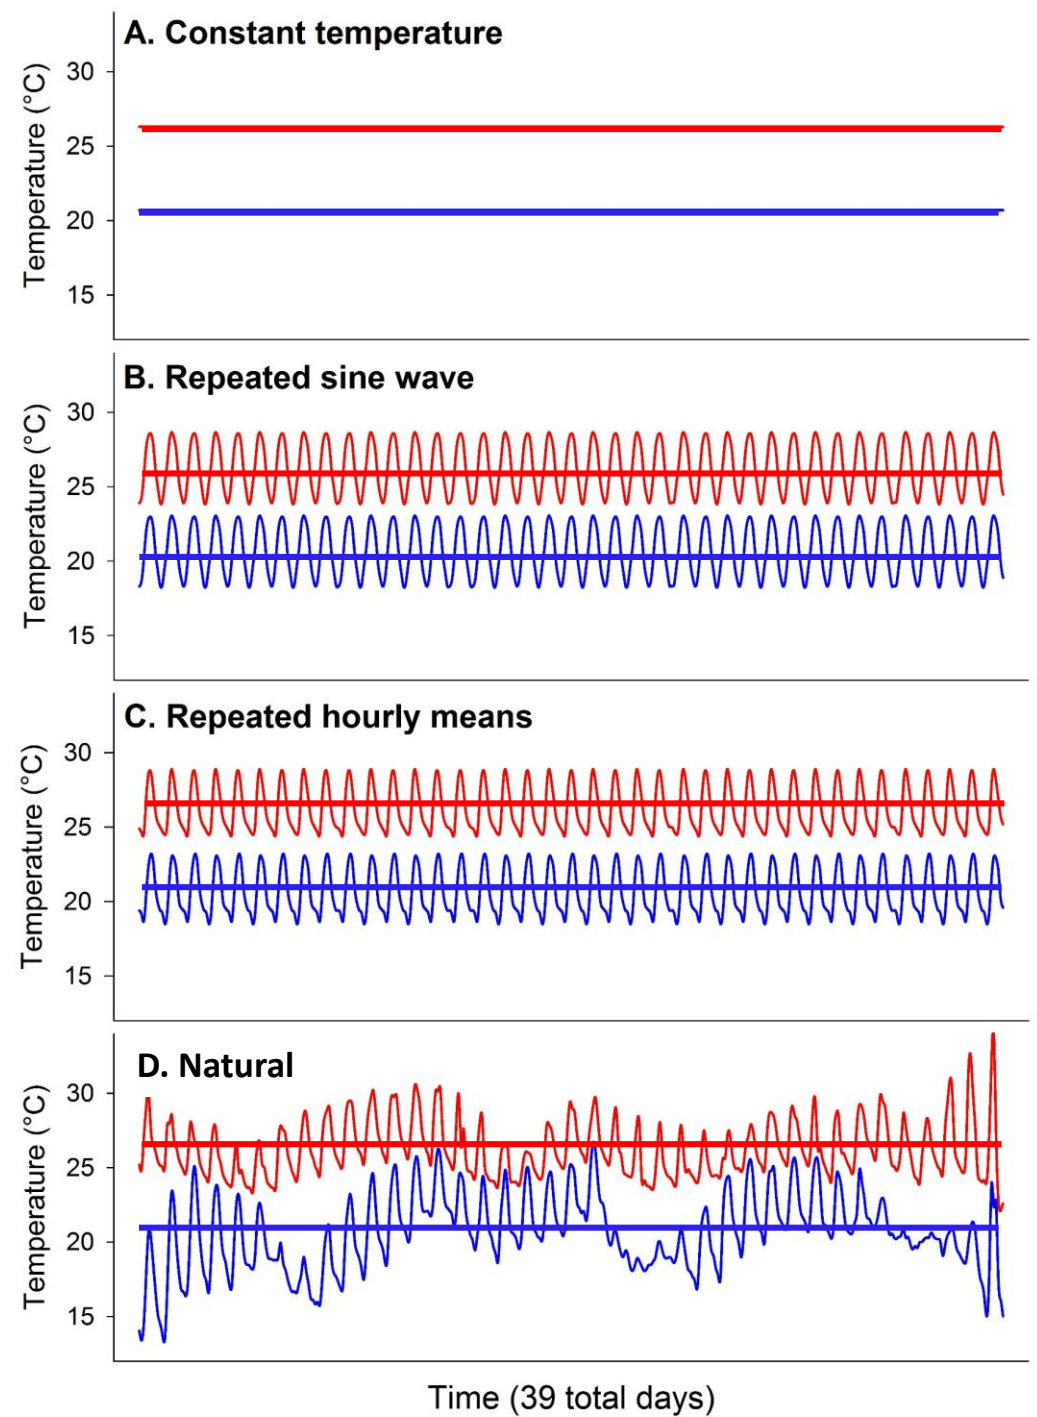 A. Constant temperature
Temperature (°C)
30
25
20
15
B. Repeated sine wave
Temperature (°C)
30
25
20
15
C. Repeated hourly means
Temperature (°C)
30
25
20
15
D. Natural
Temperature (°C)
30
25
20
15
Time (39 total days)